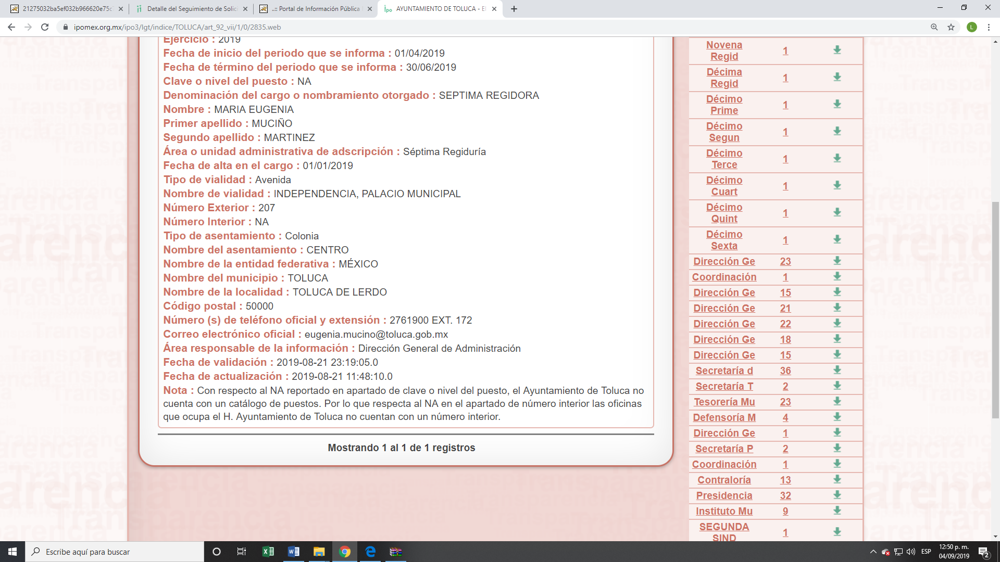 21275032ba5ef032b966620e75c
Detalle del Seguimiento de Solici
..:: Portal de Información Pública
AYUNTAMIENTO DE TOLUCA - El
ipomex.org.mx/ipo3/lgt/indice/TOLUCA/art_92_vii/1/0/2835.web
L
Ejercicio : 2019
Fecha de inicio del periodo que se informa : 01/04/2019
Fecha de término del periodo que se informa : 30/06/2019
Clave o nivel del puesto : NA
Denominación del cargo o nombramiento otorgado : SEPTIMA REGIDORA
Nombre : MARIA EUGENIA
Primer apellido : MUCIÑO
Segundo apellido : MARTINEZ
Área o unidad administrativa de adscripción : Séptima Regiduría
Fecha de alta en el cargo : 01/01/2019
Tipo de vialidad : Avenida
Nombre de vialidad : INDEPENDENCIA, PALACIO MUNICIPAL
Número Exterior : 207
Número Interior : NA
Tipo de asentamiento : Colonia
Nombre del asentamiento : CENTRO
Nombre de la entidad federativa : MÉXICO
Nombre del municipio : TOLUCA
Nombre de la localidad : TOLUCA DE LERDO
Código postal : 50000
Número (s) de teléfono oficial y extensión : 2761900 EXT. 172
Correo electrónico oficial : eugenia.mucino@toluca.gob.mx
Área responsable de la información : Dirección General de Administración
Fecha de validación : 2019-08-21 23:19:05.0
Fecha de actualización : 2019-08-21 11:48:10.0
Nota : Con respecto al NA reportado en apartado de clave o nivel del puesto, el Ayuntamiento de Toluca no
cuenta con un catálogo de puestos. Por lo que respecta al NA en el apartado de número interior las oficinas
que ocupa el H. Ayuntamiento de Toluca no cuentan con un número interior.
Mostrando 1 al 1 de 1 registros
Novena
Regid 1
Décima
Regid 1
Décimo
Prime 1
Décimo
Segun 1
Décimo
Terce 1
Décimo
Cuart 1
Décimo
Quint 1
Décimo
Sexta 1
Dirección Ge 23
Coordinación 1
Dirección Ge 15
Dirección Ge 21
Dirección Ge 22
Dirección Ge 18
Dirección Ge 15
Secretaría d 36
Secretaría T 2
Tesorería Mu 23
Defensoría M 4
Dirección Ge 1
Secretaría P 2
Coordinación 1
Contraloría 13
Presidencia 32
Instituto Mu 9
SEGUNDA
SIND 1
Escribe aquí para buscar
ESP
12:50 p. m.
04/09/2019
2